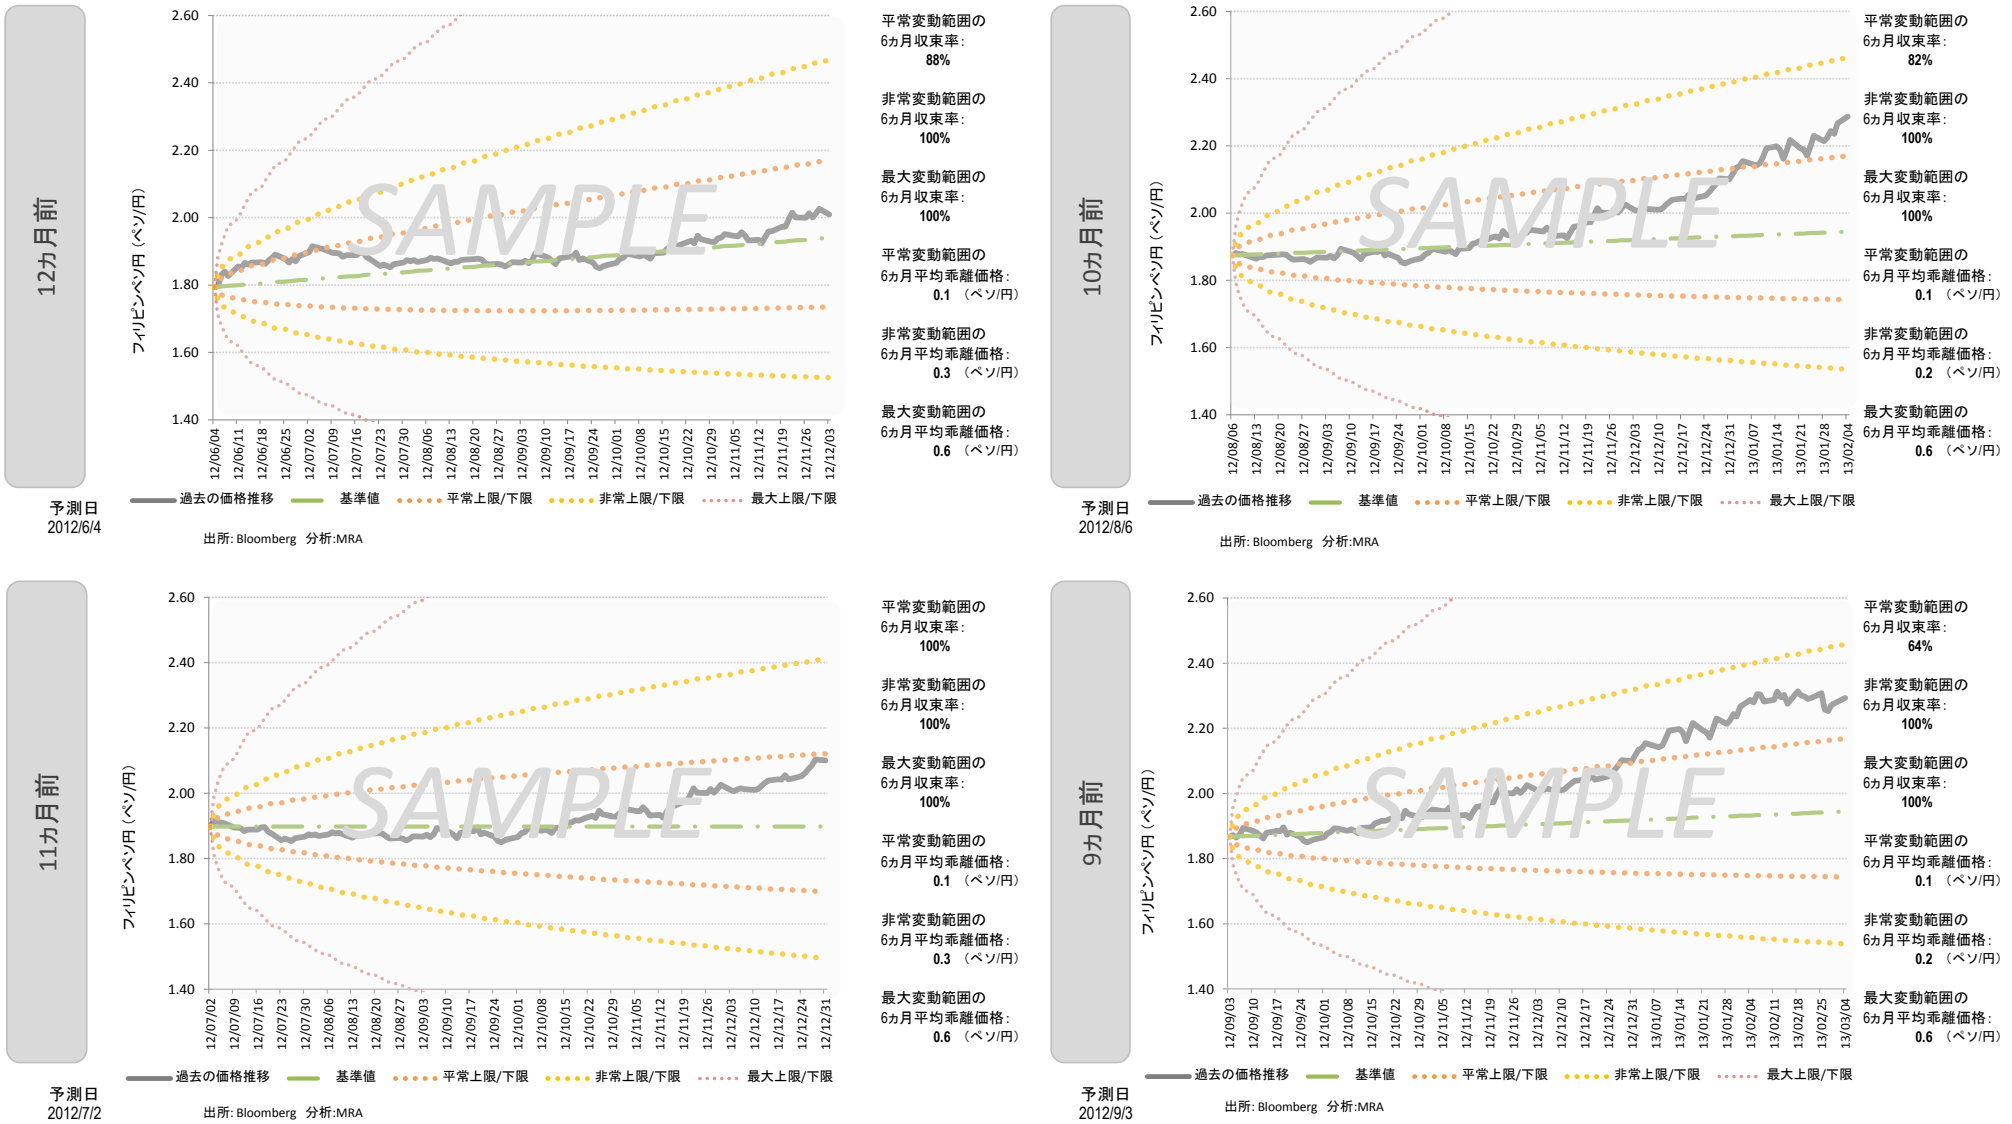 12カ月前
予測日
2012/6/4
フィリピンペソ円 (ペソ/円)
2.60
2.40
2.20
2.00
1.80
1.60
1.40
SAMPLE
12/06/04
12/06/11
12/06/18
12/06/25
12/07/02
12/07/09
12/07/16
12/07/23
12/07/30
12/08/06
12/08/13
12/08/20
12/08/27
12/09/03
12/09/10
12/09/17
12/09/24
12/10/01
12/10/08
12/10/15
12/10/22
12/10/29
12/11/05
12/11/12
12/11/19
12/11/26
12/12/03
過去の価格推移 基準値 平常上限/下限 非常上限/下限 最大上限/下限
出所: Bloomberg 分析:MRA
平常変動範囲の
6ヵ月収束率:
88%
非常変動範囲の
6ヵ月収束率:
100%
最大変動範囲の
6ヵ月収束率:
100%
平常変動範囲の
6ヵ月平均乖離価格:
0.1 (ペソ/円)
非常変動範囲の
6ヵ月平均乖離価格:
0.3 (ペソ/円)
最大変動範囲の
6ヵ月平均乖離価格:
0.6 (ペソ/円)
10カ月前
予測日
2012/8/6
フィリピンペソ円 (ペソ/円)
2.60
2.40
2.20
2.00
1.80
1.60
1.40
SAMPLE
12/08/06
12/08/13
12/08/20
12/08/27
12/09/03
12/09/10
12/09/17
12/09/24
12/10/01
12/10/08
12/10/15
12/10/22
12/10/29
12/11/05
12/11/12
12/11/19
12/11/26
12/12/03
12/12/10
12/12/17
12/12/24
12/12/31
13/01/07
13/01/14
13/01/21
13/01/28
13/02/04
過去の価格推移 基準値 平常上限/下限 非常上限/下限 最大上限/下限
出所: Bloomberg 分析:MRA
平常変動範囲の
6ヵ月収束率:
82%
非常変動範囲の
6ヵ月収束率:
100%
最大変動範囲の
6ヵ月収束率:
100%
平常変動範囲の
6ヵ月平均乖離価格:
0.1 (ペソ/円)
非常変動範囲の
6ヵ月平均乖離価格:
0.2 (ペソ/円)
最大変動範囲の
6ヵ月平均乖離価格:
0.6 (ペソ/円)
11カ月前
予測日
2012/7/2
フィリピンペソ円 (ペソ/円)
2.60
2.40
2.20
2.00
1.80
1.60
1.40
SAMPLE
12/07/02
12/07/09
12/07/16
12/07/23
12/07/30
12/08/06
12/08/13
12/08/20
12/08/27
12/09/03
12/09/10
12/09/17
12/09/24
12/10/01
12/10/08
12/10/15
12/10/22
12/10/29
12/11/05
12/11/12
12/11/19
12/11/26
12/12/03
12/12/10
12/12/17
12/12/24
12/12/31
過去の価格推移 基準値 平常上限/下限 非常上限/下限 最大上限/下限
出所: Bloomberg 分析:MRA
平常変動範囲の
6ヵ月収束率:
100%
非常変動範囲の
6ヵ月収束率:
100%
最大変動範囲の
6ヵ月収束率:
100%
平常変動範囲の
6ヵ月平均乖離価格:
0.1 (ペソ/円)
非常変動範囲の
6ヵ月平均乖離価格:
0.3 (ペソ/円)
最大変動範囲の
6ヵ月平均乖離価格:
0.6 (ペソ/円)
9カ月前
予測日
2012/9/3
フィリピンペソ円 (ペソ/円)
2.60
2.40
2.20
2.00
1.80
1.60
1.40
SAMPLE
12/09/03
12/09/10
12/09/17
12/09/24
12/10/01
12/10/08
12/10/15
12/10/22
12/10/29
12/11/05
12/11/12
12/11/19
12/11/26
12/12/03
12/12/10
12/12/17
12/12/24
12/12/31
13/01/07
13/01/14
13/01/21
13/01/28
13/02/04
13/02/11
13/02/18
13/02/25
13/03/04
過去の価格推移 基準値 平常上限/下限 非常上限/下限 最大上限/下限
出所: Bloomberg 分析:MRA
平常変動範囲の
6ヵ月収束率:
64%
非常変動範囲の
6ヵ月収束率:
100%
最大変動範囲の
6ヵ月収束率:
100%
平常変動範囲の
6ヵ月平均乖離価格:
0.1 (ペソ/円)
非常変動範囲の
6ヵ月平均乖離価格:
0.2 (ペソ/円)
最大変動範囲の
6ヵ月平均乖離価格:
0.6 (ペソ/円)